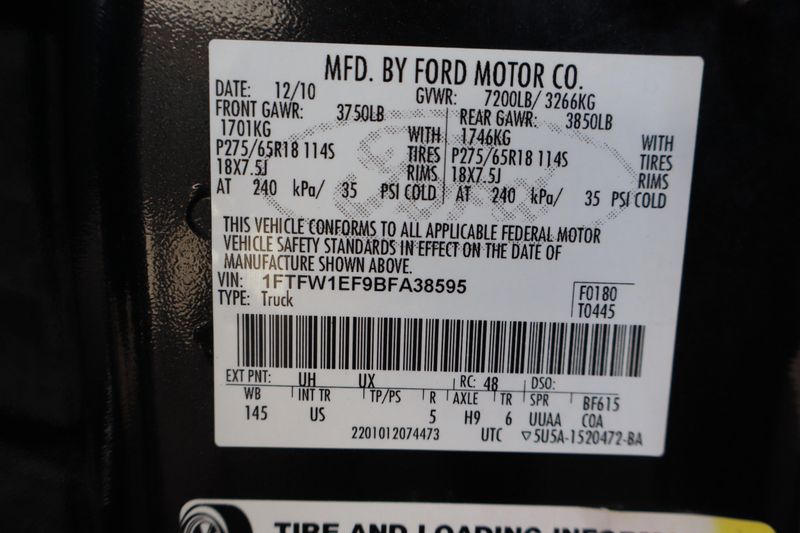 MFD. BY FORD MOTOR CO.
DATE: 12/10 GVWR: 7200LB/ 3266KG
FRONT GAWR: 3750LB REAR GAWR: 3850LB
1701KG WITH 1746KG WITH
P275/65R18 114S TIRES P275/65R18 114S TIRES
18X7.5J RIMS 18X7.5J RIMS
AT 240 kPa/ 35 PSI COLD AT 240 kPa/ 35 PSI COLD
THIS VEHICLE CONFORMS TO ALL APPLICABLE FEDERAL MOTOR
VEHICLE SAFETY STANDARDS IN EFFECT ON THE DATE OF
MANUFACTURE SHOWN ABOVE.
VIN: 1FTFW1EF9BFA38595
TYPE: Truck
F0180
T0445
EXT PNT: UH UX RC: 48 DSO:
WB INT TR TP/PS R AXLE TR SPR BF615
145 US 5 H9 6 UUAA COA
2201012074473 UTC ▽5U5A-1520472-BA
TIRE AND LOADING